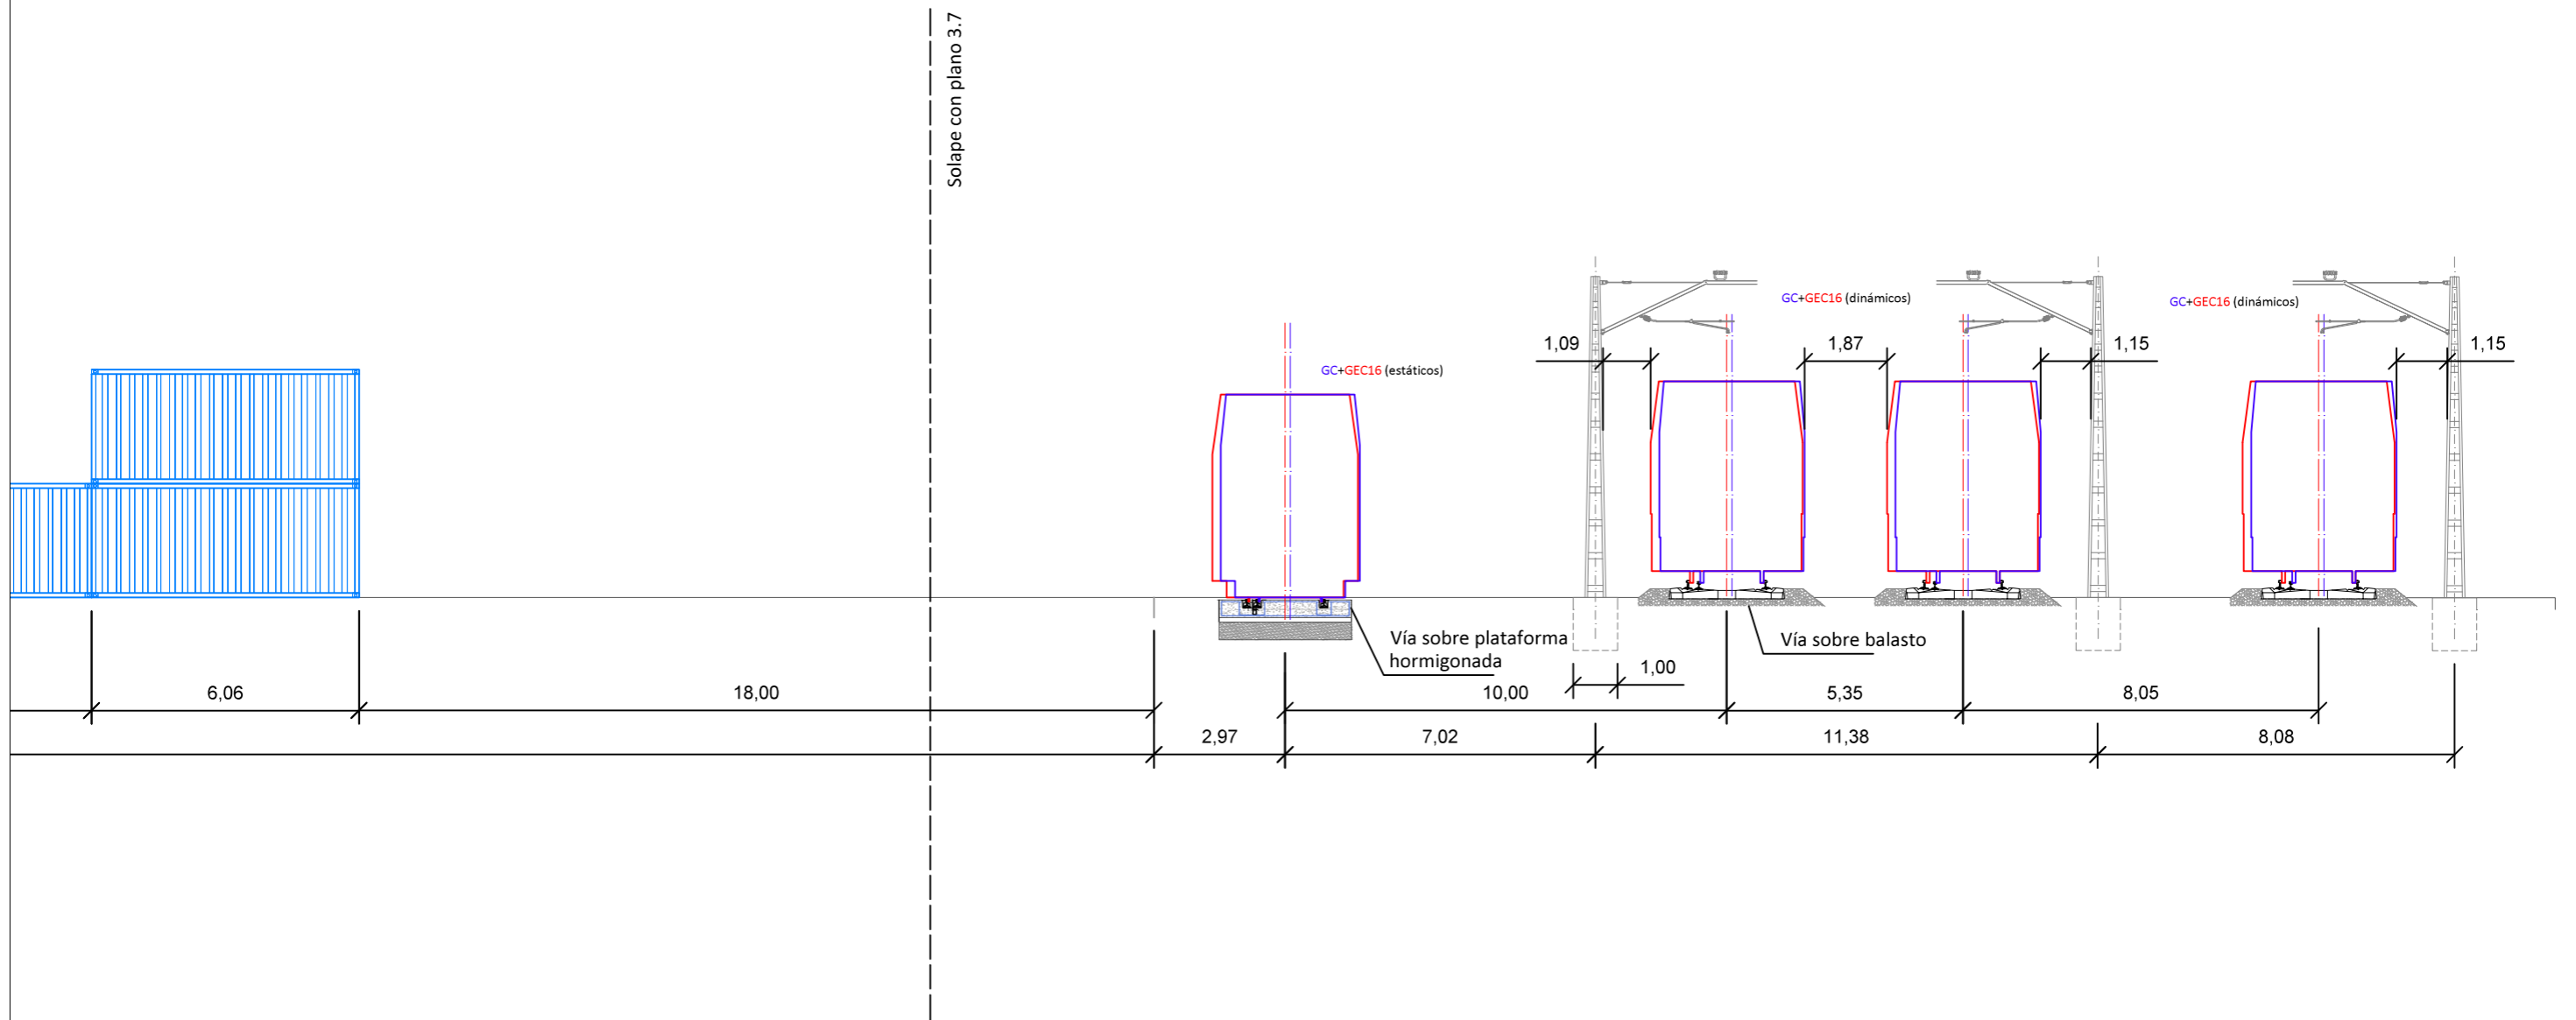 Solape con plano 3.7
GC+GEC16 (dinámicos)
GC+GEC16 (dinámicos)
1,09
1,87
1,15
1,15
GC+GEC16 (estáticos)
Vía sobre plataforma
hormigonada
Vía sobre balasto
1,00
6,06
18,00
10,00
5,35
8,05
2,97
7,02
11,38
8,08